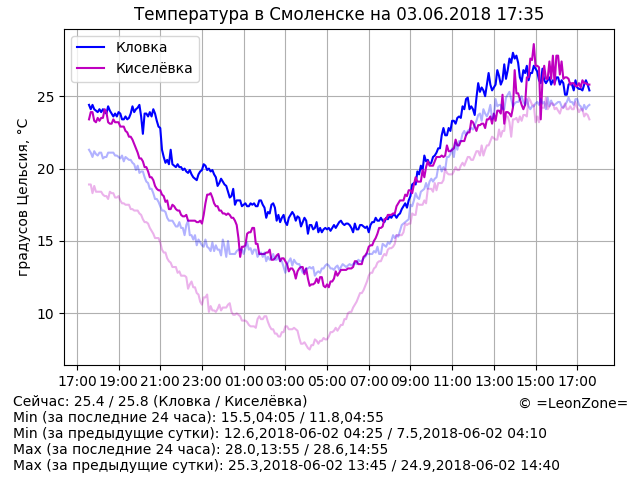 Температура в Смоленске на 03.06.2018 17:35
Кловка
Киселёвка
градусов Цельсия, °C
25
20
15
10
17:00 19:00 21:00 23:00 01:00 03:00 05:00 07:00 09:00 11:00 13:00 15:00 17:00
Сейчас: 25.4 / 25.8 (Кловка / Киселёвка)
© =LeonZone=
Min (за последние 24 часа): 15.5,04:05 / 11.8,04:55
Min (за предыдущие сутки): 12.6,2018-06-02 04:25 / 7.5,2018-06-02 04:10
Max (за последние 24 часа): 28.0,13:55 / 28.6,14:55
Max (за предыдущие сутки): 25.3,2018-06-02 13:45 / 24.9,2018-06-02 14:40